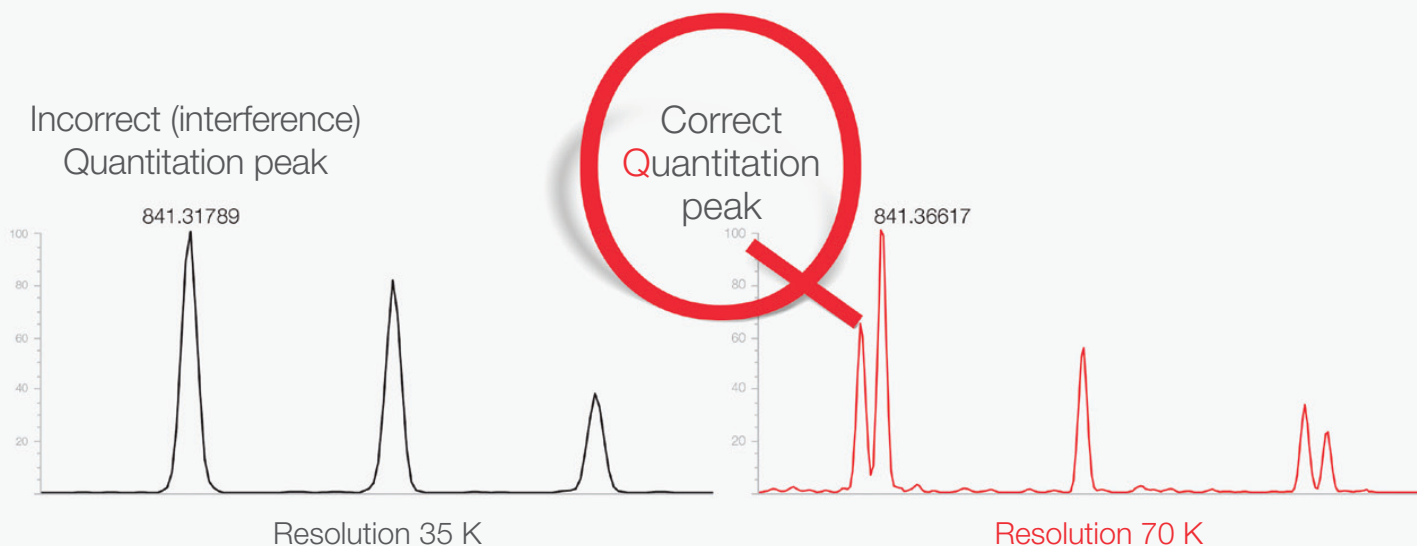 Incorrect (interference)
Quantitation peak
841.31789
100
80
60
40
20
Resolution 35 K
Correct
Quantitation
peak
841.36617
100
80
60
40
20
Resolution 70 K